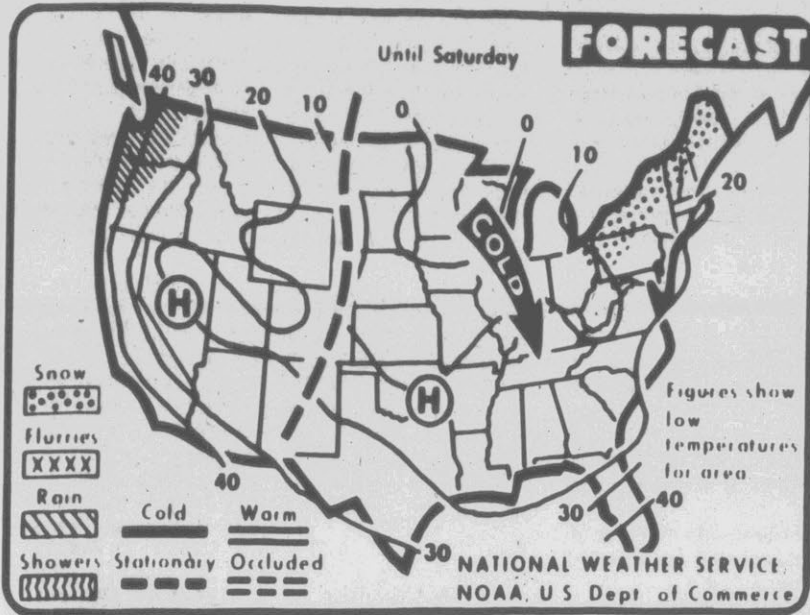 FORECAST
Until Saturday
40 30 20 10 0 0 10 20
COLD
H
H
Figures show
low
temperatures
for area
40 30 30 40
Snow
Flurries
XXXX
Rain
Showers
Cold Warm
Stationary Occluded
NATIONAL WEATHER SERVICE,
NOAA, U S Dept of Commerce